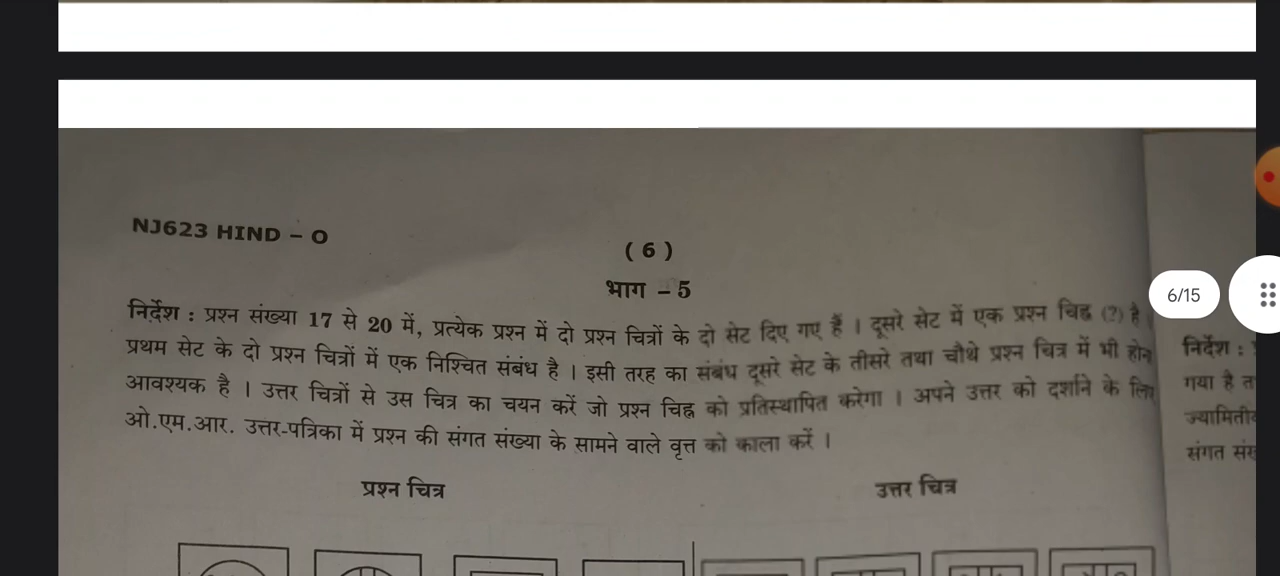 NJ623 HIND – O
( 6 )
भाग – 5
निर्देश : प्रश्न संख्या 17 से 20 में, प्रत्येक प्रश्न में दो प्रश्न चित्रों के दो सेट दिए गए हैं । दूसरे सेट में एक प्रश्न चिह्न (?) है
प्रथम सेट के दो प्रश्न चित्रों में एक निश्चित संबंध है । इसी तरह का संबंध दूसरे सेट के तीसरे तथा चौथे प्रश्न चित्र में भी
आवश्यक है । उत्तर चित्रों से उस चित्र का चयन करें जो प्रश्न चिह्न को प्रतिस्थापित करेगा । अपने उत्तर को दर्शाने के लिए
ओ.एम.आर. उत्तर-पत्रिका में प्रश्न की संगत संख्या के सामने वाले वृत्त को काला करें ।
प्रश्न चित्र
उत्तर चित्र
6/15
निर्देश :
गया है
संगत